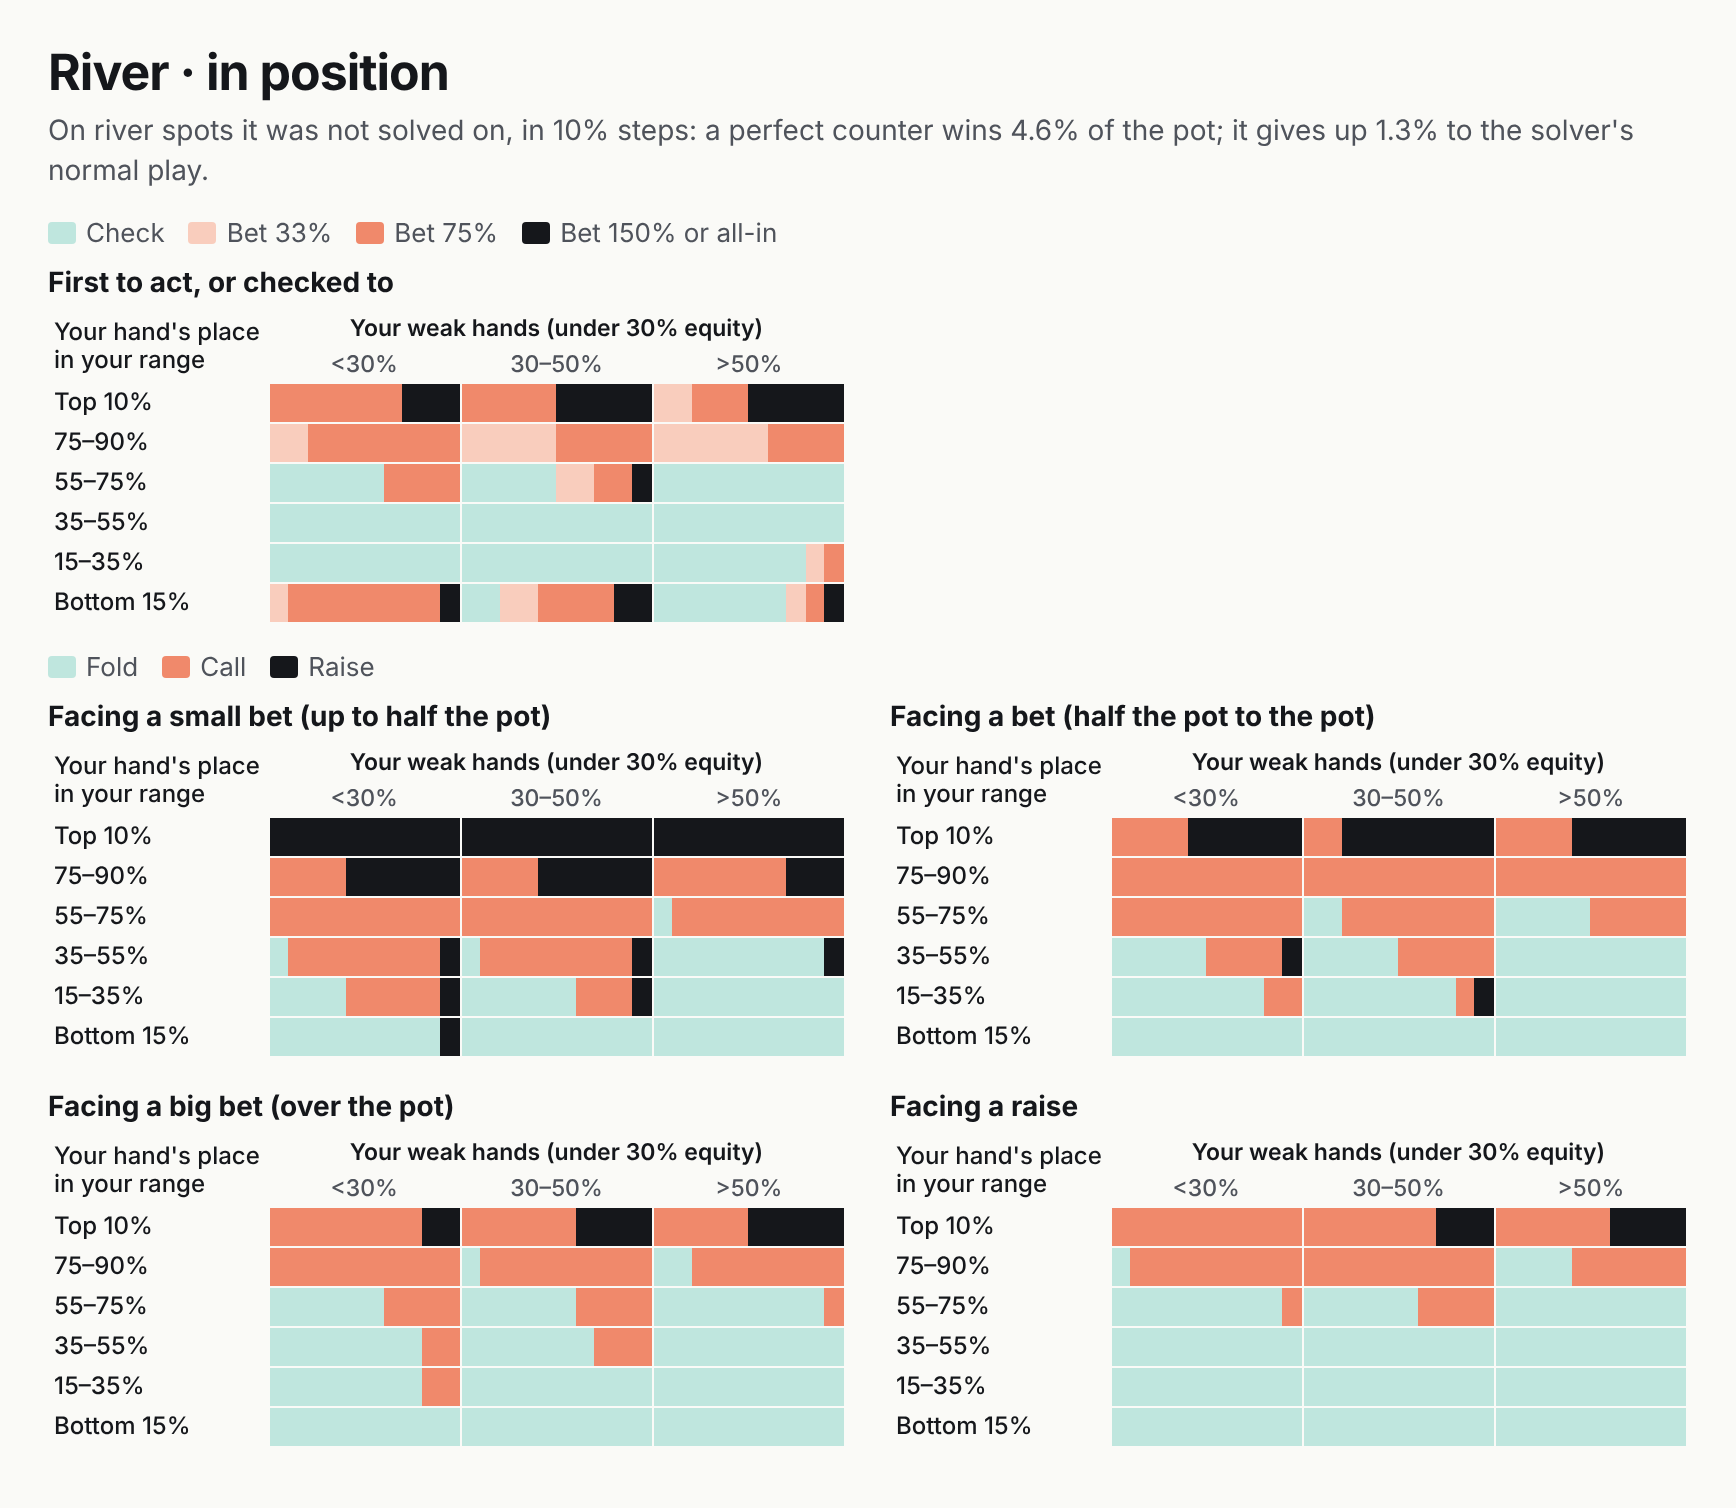 River · in position
On river spots it was not solved on, in 10% steps: a perfect counter wins 4.6% of the pot; it gives up 1.3% to the solver's
normal play.
Check Bet 33% Bet 75% Bet 150% or all-in
First to act, or checked to
Your hand's place
in your range
Your weak hands (under 30% equity)
<30% 30–50% >50%
Top 10%
75–90%
55–75%
35–55%
15–35%
Bottom 15%
Fold Call Raise
Facing a small bet (up to half the pot)
Your hand's place
in your range
Your weak hands (under 30% equity)
<30% 30–50% >50%
Top 10%
75–90%
55–75%
35–55%
15–35%
Bottom 15%
Facing a bet (half the pot to the pot)
Your hand's place
in your range
Your weak hands (under 30% equity)
<30% 30–50% >50%
Top 10%
75–90%
55–75%
35–55%
15–35%
Bottom 15%
Facing a big bet (over the pot)
Your hand's place
in your range
Your weak hands (under 30% equity)
<30% 30–50% >50%
Top 10%
75–90%
55–75%
35–55%
15–35%
Bottom 15%
Facing a raise
Your hand's place
in your range
Your weak hands (under 30% equity)
<30% 30–50% >50%
Top 10%
75–90%
55–75%
35–55%
15–35%
Bottom 15%